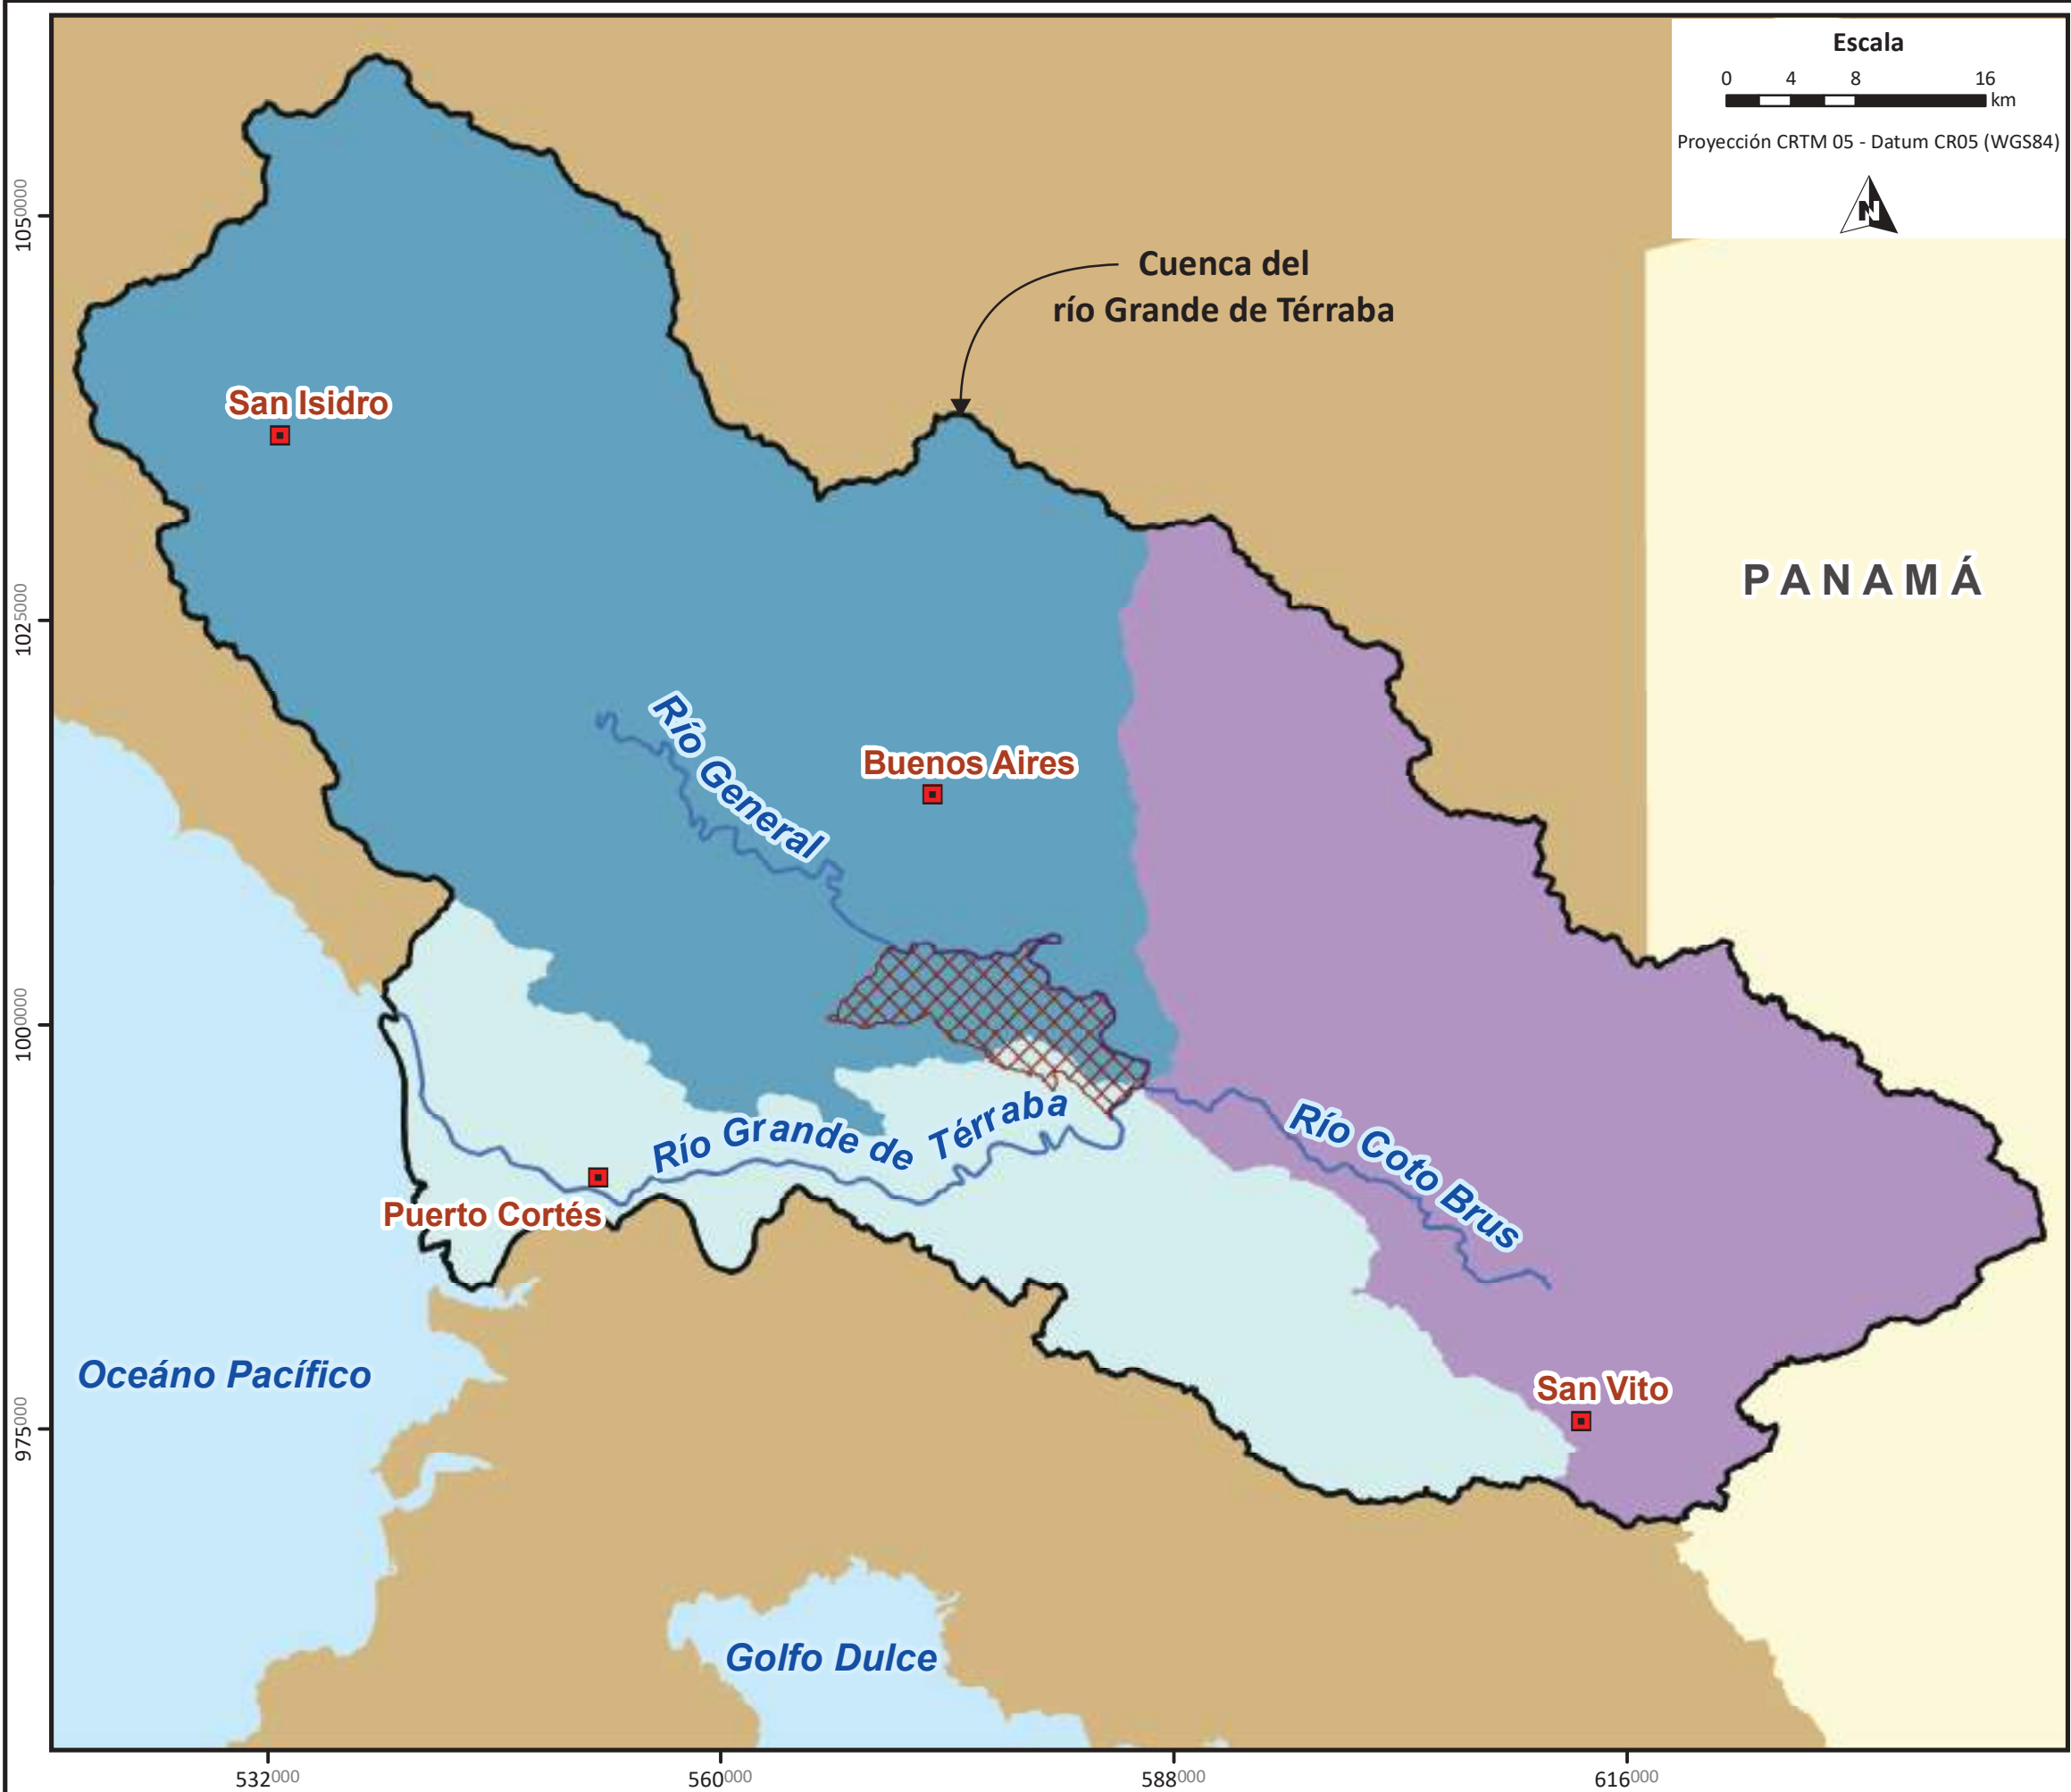 Escala
0 4 8 16
km
Proyección CRTM 05 - Datum CR05 (WGS84)
N
Cuenca del
río Grande de Térraba
San Isidro
PANAMÁ
Río General
Buenos Aires
Río Grande de Térraba
Río Coto Brus
Puerto Cortés
Oceáno Pacífico
San Vito
Golfo Dulce
1050000
1025000
1000000
975000
532000 560000 588000 616000